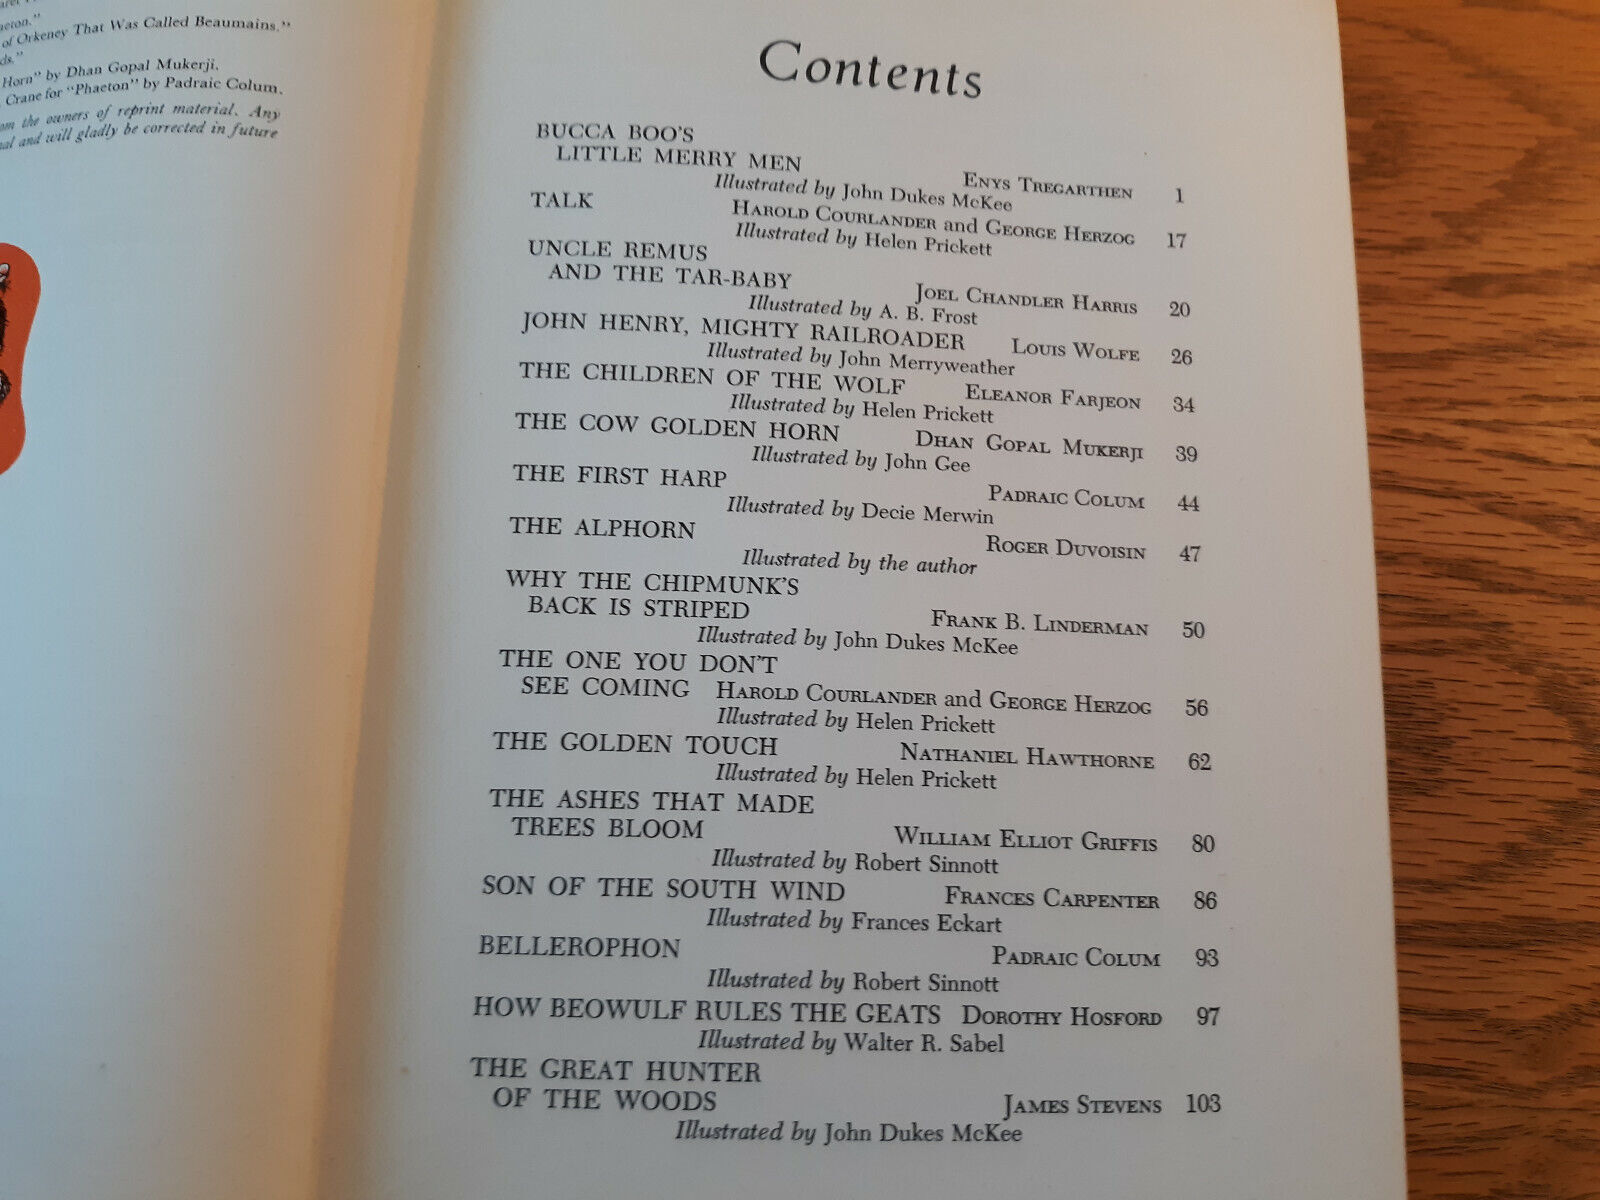 aeton."
of Orkeney That Was Called Beaumains."
ds."
Horn" by Dhan Gopal Mukerji.
Crane for "Phaeton" by Padraic Colum.
om the owners of reprint material. Any
nal and will gladly be corrected in future
Contents
BUCCA BOO'S
LITTLE MERRY MEN ENYS TREGARTHEN 1
Illustrated by John Dukes McKee
TALK HAROLD COURLANDER and GEORGE HERZOG 17
Illustrated by Helen Prickett
UNCLE REMUS
AND THE TAR-BABY JOEL CHANDLER HARRIS 20
Illustrated by A. B. Frost
JOHN HENRY, MIGHTY RAILROADER LOUIS WOLFE 26
Illustrated by John Merryweather
THE CHILDREN OF THE WOLF ELEANOR FARJEON 34
Illustrated by Helen Prickett
THE COW GOLDEN HORN DHAN GOPAL MUKERJI 39
Illustrated by John Gee
THE FIRST HARP PADRAIC COLUM 44
Illustrated by Decie Merwin
THE ALPHORN ROGER DUVOISIN 47
Illustrated by the author
WHY THE CHIPMUNK'S
BACK IS STRIPED FRANK B. LINDERMAN 50
Illustrated by John Dukes McKee
THE ONE YOU DON'T
SEE COMING HAROLD COURLANDER and GEORGE HERZOG 56
Illustrated by Helen Prickett
THE GOLDEN TOUCH NATHANIEL HAWTHORNE 62
Illustrated by Helen Prickett
THE ASHES THAT MADE
TREES BLOOM WILLIAM ELLIOT GRIFFIS 80
Illustrated by Robert Sinnott
SON OF THE SOUTH WIND FRANCES CARPENTER 86
Illustrated by Frances Eckart
BELLEROPHON PADRAIC COLUM 93
Illustrated by Robert Sinnott
HOW BEOWULF RULES THE GEATS DOROTHY HOSFORD 97
Illustrated by Walter R. Sabel
THE GREAT HUNTER
OF THE WOODS JAMES STEVENS 103
Illustrated by John Dukes McKee